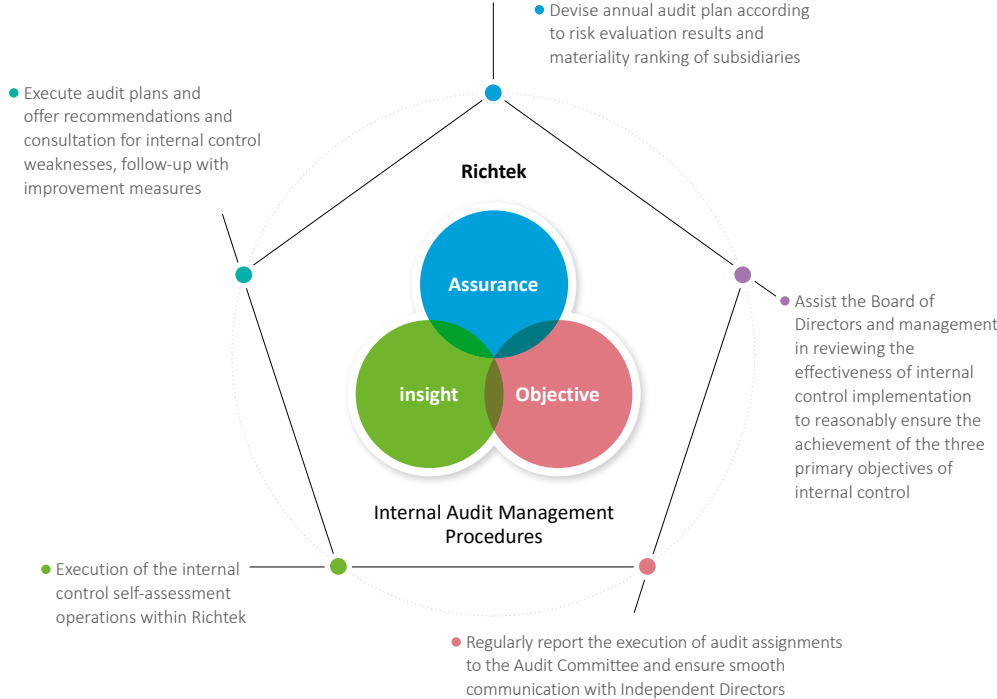 Devise annual audit plan according
to risk evaluation results and
materiality ranking of subsidiaries
Execute audit plans and
offer recommendations and
consultation for internal control
weaknesses, follow-up with
improvement measures
Richtek
Assurance
insight
Objective
Internal Audit Management
Procedures
Assist the Board of
Directors and management
in reviewing the
effectiveness of internal
control implementation
to reasonably ensure the
achievement of the three
primary objectives of
internal control
Execution of the internal
control self-assessment
operations within Richtek
Regularly report the execution of audit assignments
to the Audit Committee and ensure smooth
communication with Independent Directors